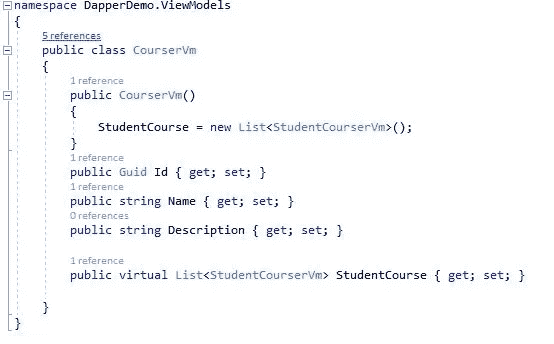 namespace DapperDemo.ViewModels
{
5 references
public class CourserVm
{
1 reference
public CourserVm()
{
StudentCourse = new List<StudentCourserVm>();
}
1 reference
public Guid Id { get; set; }
1 reference
public string Name { get; set; }
0 references
public string Description { get; set; }
1 reference
public virtual List<StudentCourserVm> StudentCourse { get; set; }
}
}